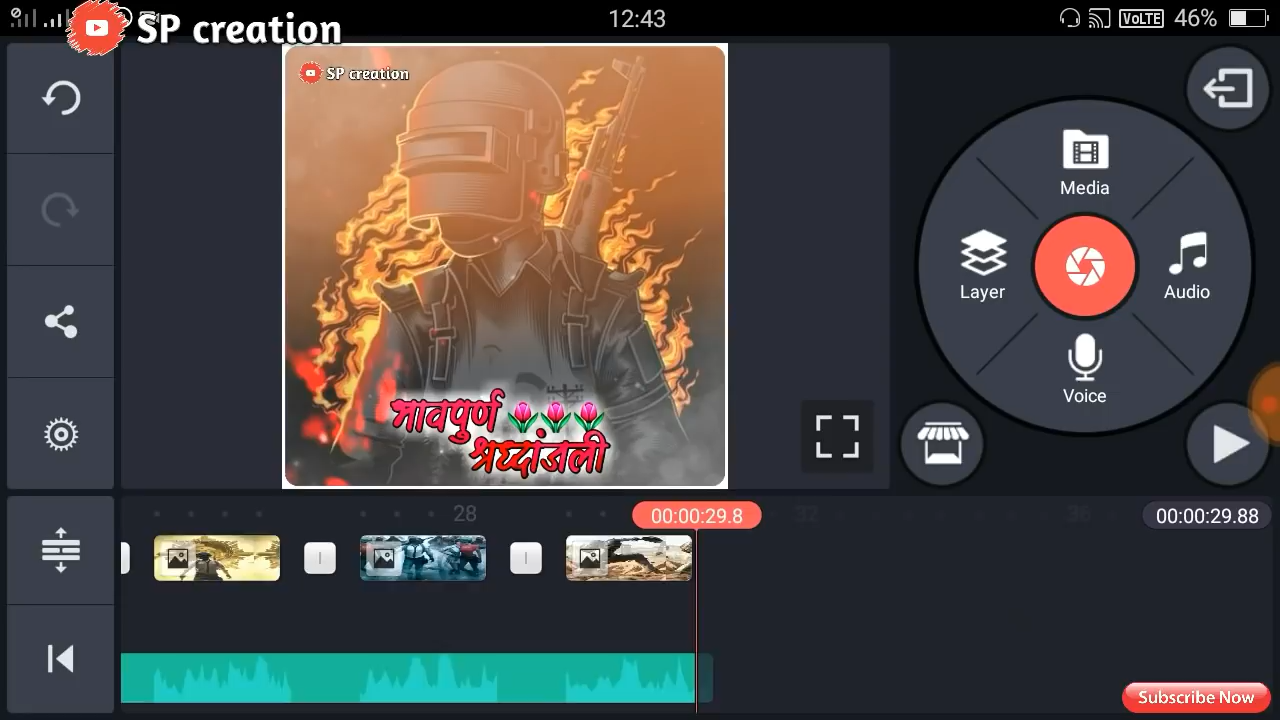 SP creation
12:43
VoLTE 46%
SP creation
भावपुर्ण
श्रध्दांजली
Media
Layer
Audio
Voice
28
00:00:29.8
32
36
00:00:29.88
Subscribe Now